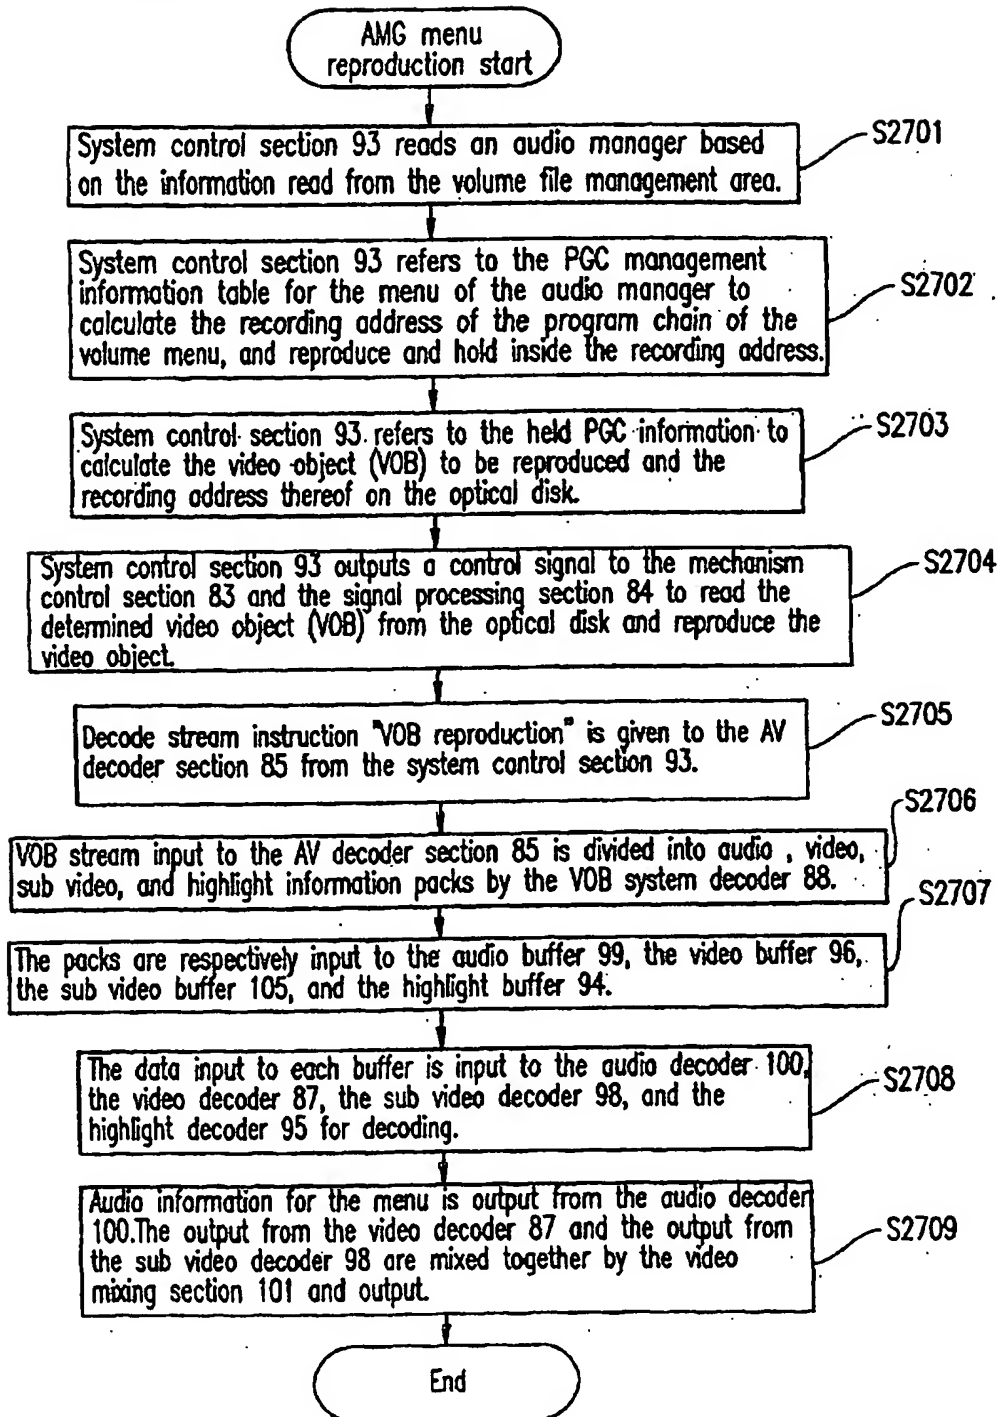 AMG menu
reproduction start
System control section 93 reads an audio manager based
on the information read from the volume file management area.
S2701
System control section 93 refers to the PGC management
information table for the menu of the audio manager to
calculate the recording address of the program chain of the
volume menu, and reproduce and hold inside the recording address.
S2702
System control section 93 refers to the held PGC information to
calculate the video object (VOB) to be reproduced and the
recording address thereof on the optical disk.
S2703
System control section 93 outputs a control signal to the mechanism
control section 83 and the signal processing section 84 to read the
determined video object (VOB) from the optical disk and reproduce the
video object.
S2704
Decode stream instruction "VOB reproduction" is given to the AV
decoder section 85 from the system control section 93.
S2705
VOB stream input to the AV decoder section 85 is divided into audio , video,
sub video, and highlight information packs by the VOB system decoder 88.
S2706
The packs are respectively input to the audio buffer 99, the video buffer 96,
the sub video buffer 105, and the highlight buffer 94.
S2707
The data input to each buffer is input to the audio decoder 100,
the video decoder 87, the sub video decoder 98, and the
highlight decoder 95 for decoding.
S2708
Audio information for the menu is output from the audio decoder
100.The output from the video decoder 87 and the output from
the sub video decoder 98 are mixed together by the video
mixing section 101 and output.
S2709
End